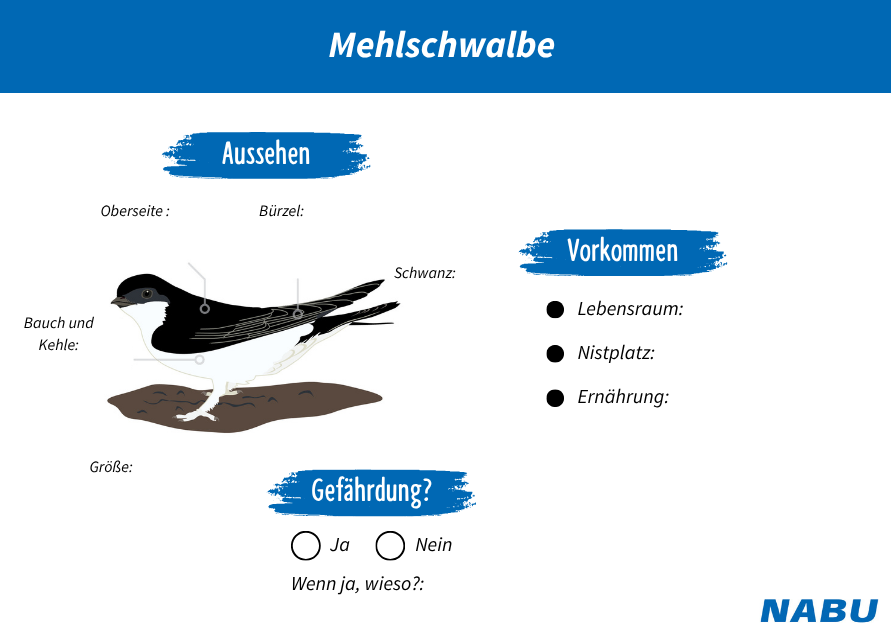 Mehlschwalbe
Aussehen
Oberseite :
Bürzel:
Schwanz:
Bauch und
Kehle:
Größe:
Vorkommen
Lebensraum:
Nistplatz:
Ernährung:
Gefährdung?
Ja
Nein
Wenn ja, wieso?:
NABU